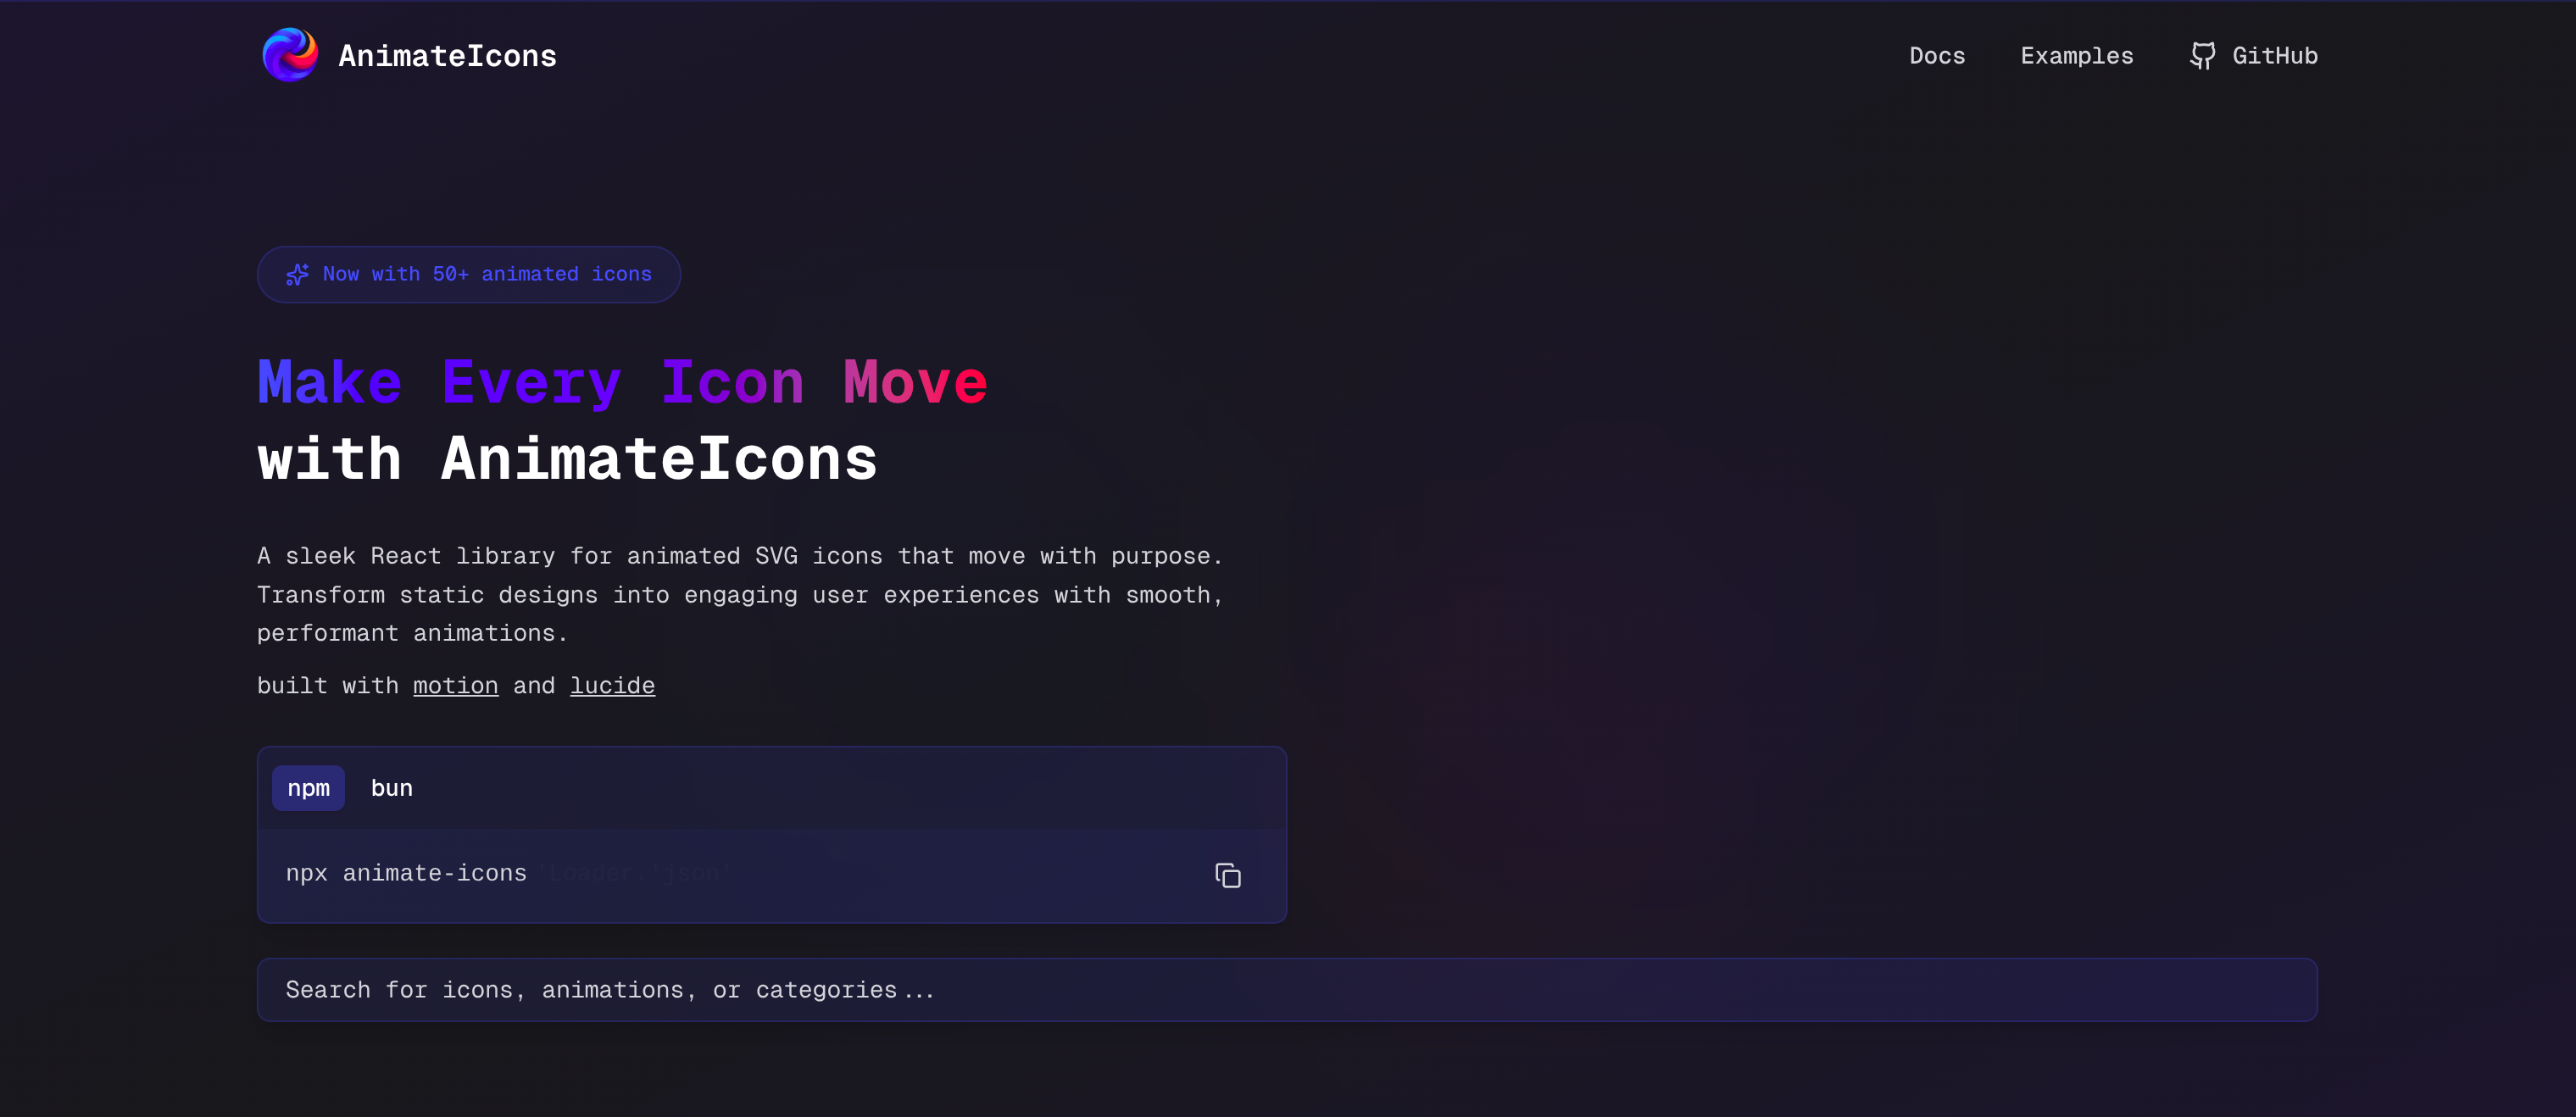 AnimateIcons
Docs
Examples
GitHub
Now with 50+ animated icons
Make Every Icon Move
with AnimateIcons
A sleek React library for animated SVG icons that move with purpose.
Transform static designs into engaging user experiences with smooth,
performant animations.
built with motion and lucide
npm
bun
npx animate-icons "Loader."json"
Search for icons, animations, or categories...